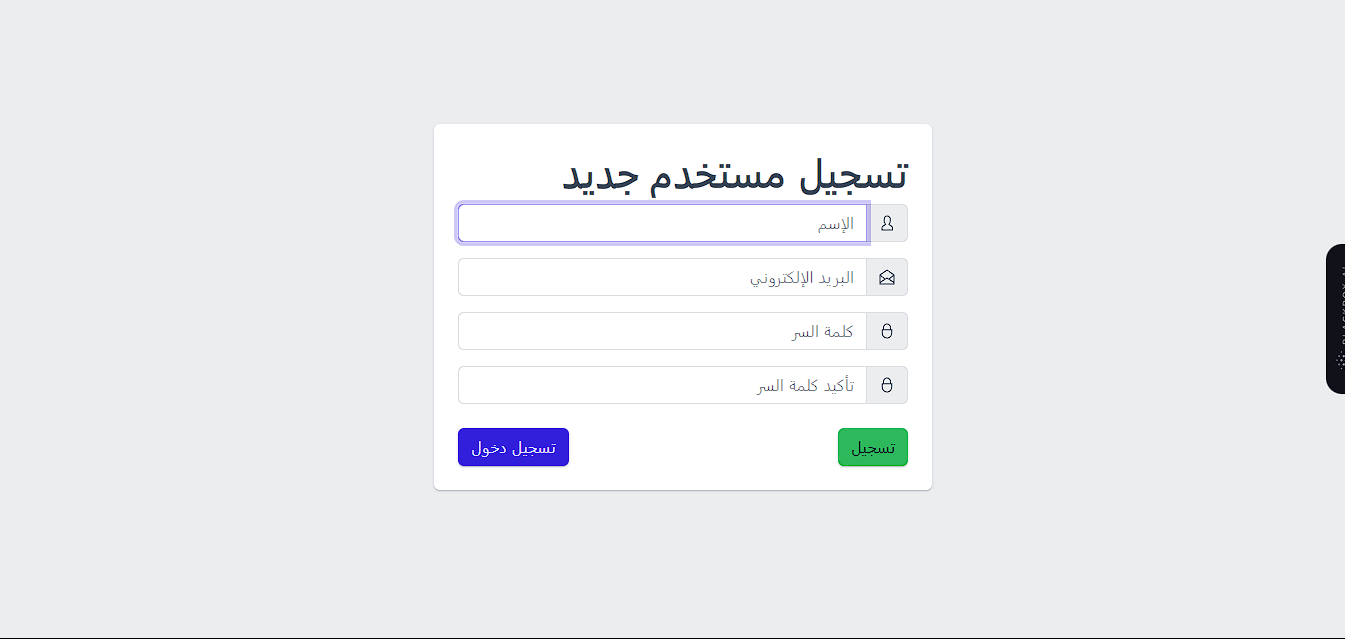 تسجيل مستخدم جديد
الإسم
البريد الإلكتروني
كلمة السر
تأكيد كلمة السر
تسجيل
تسجيل دخول